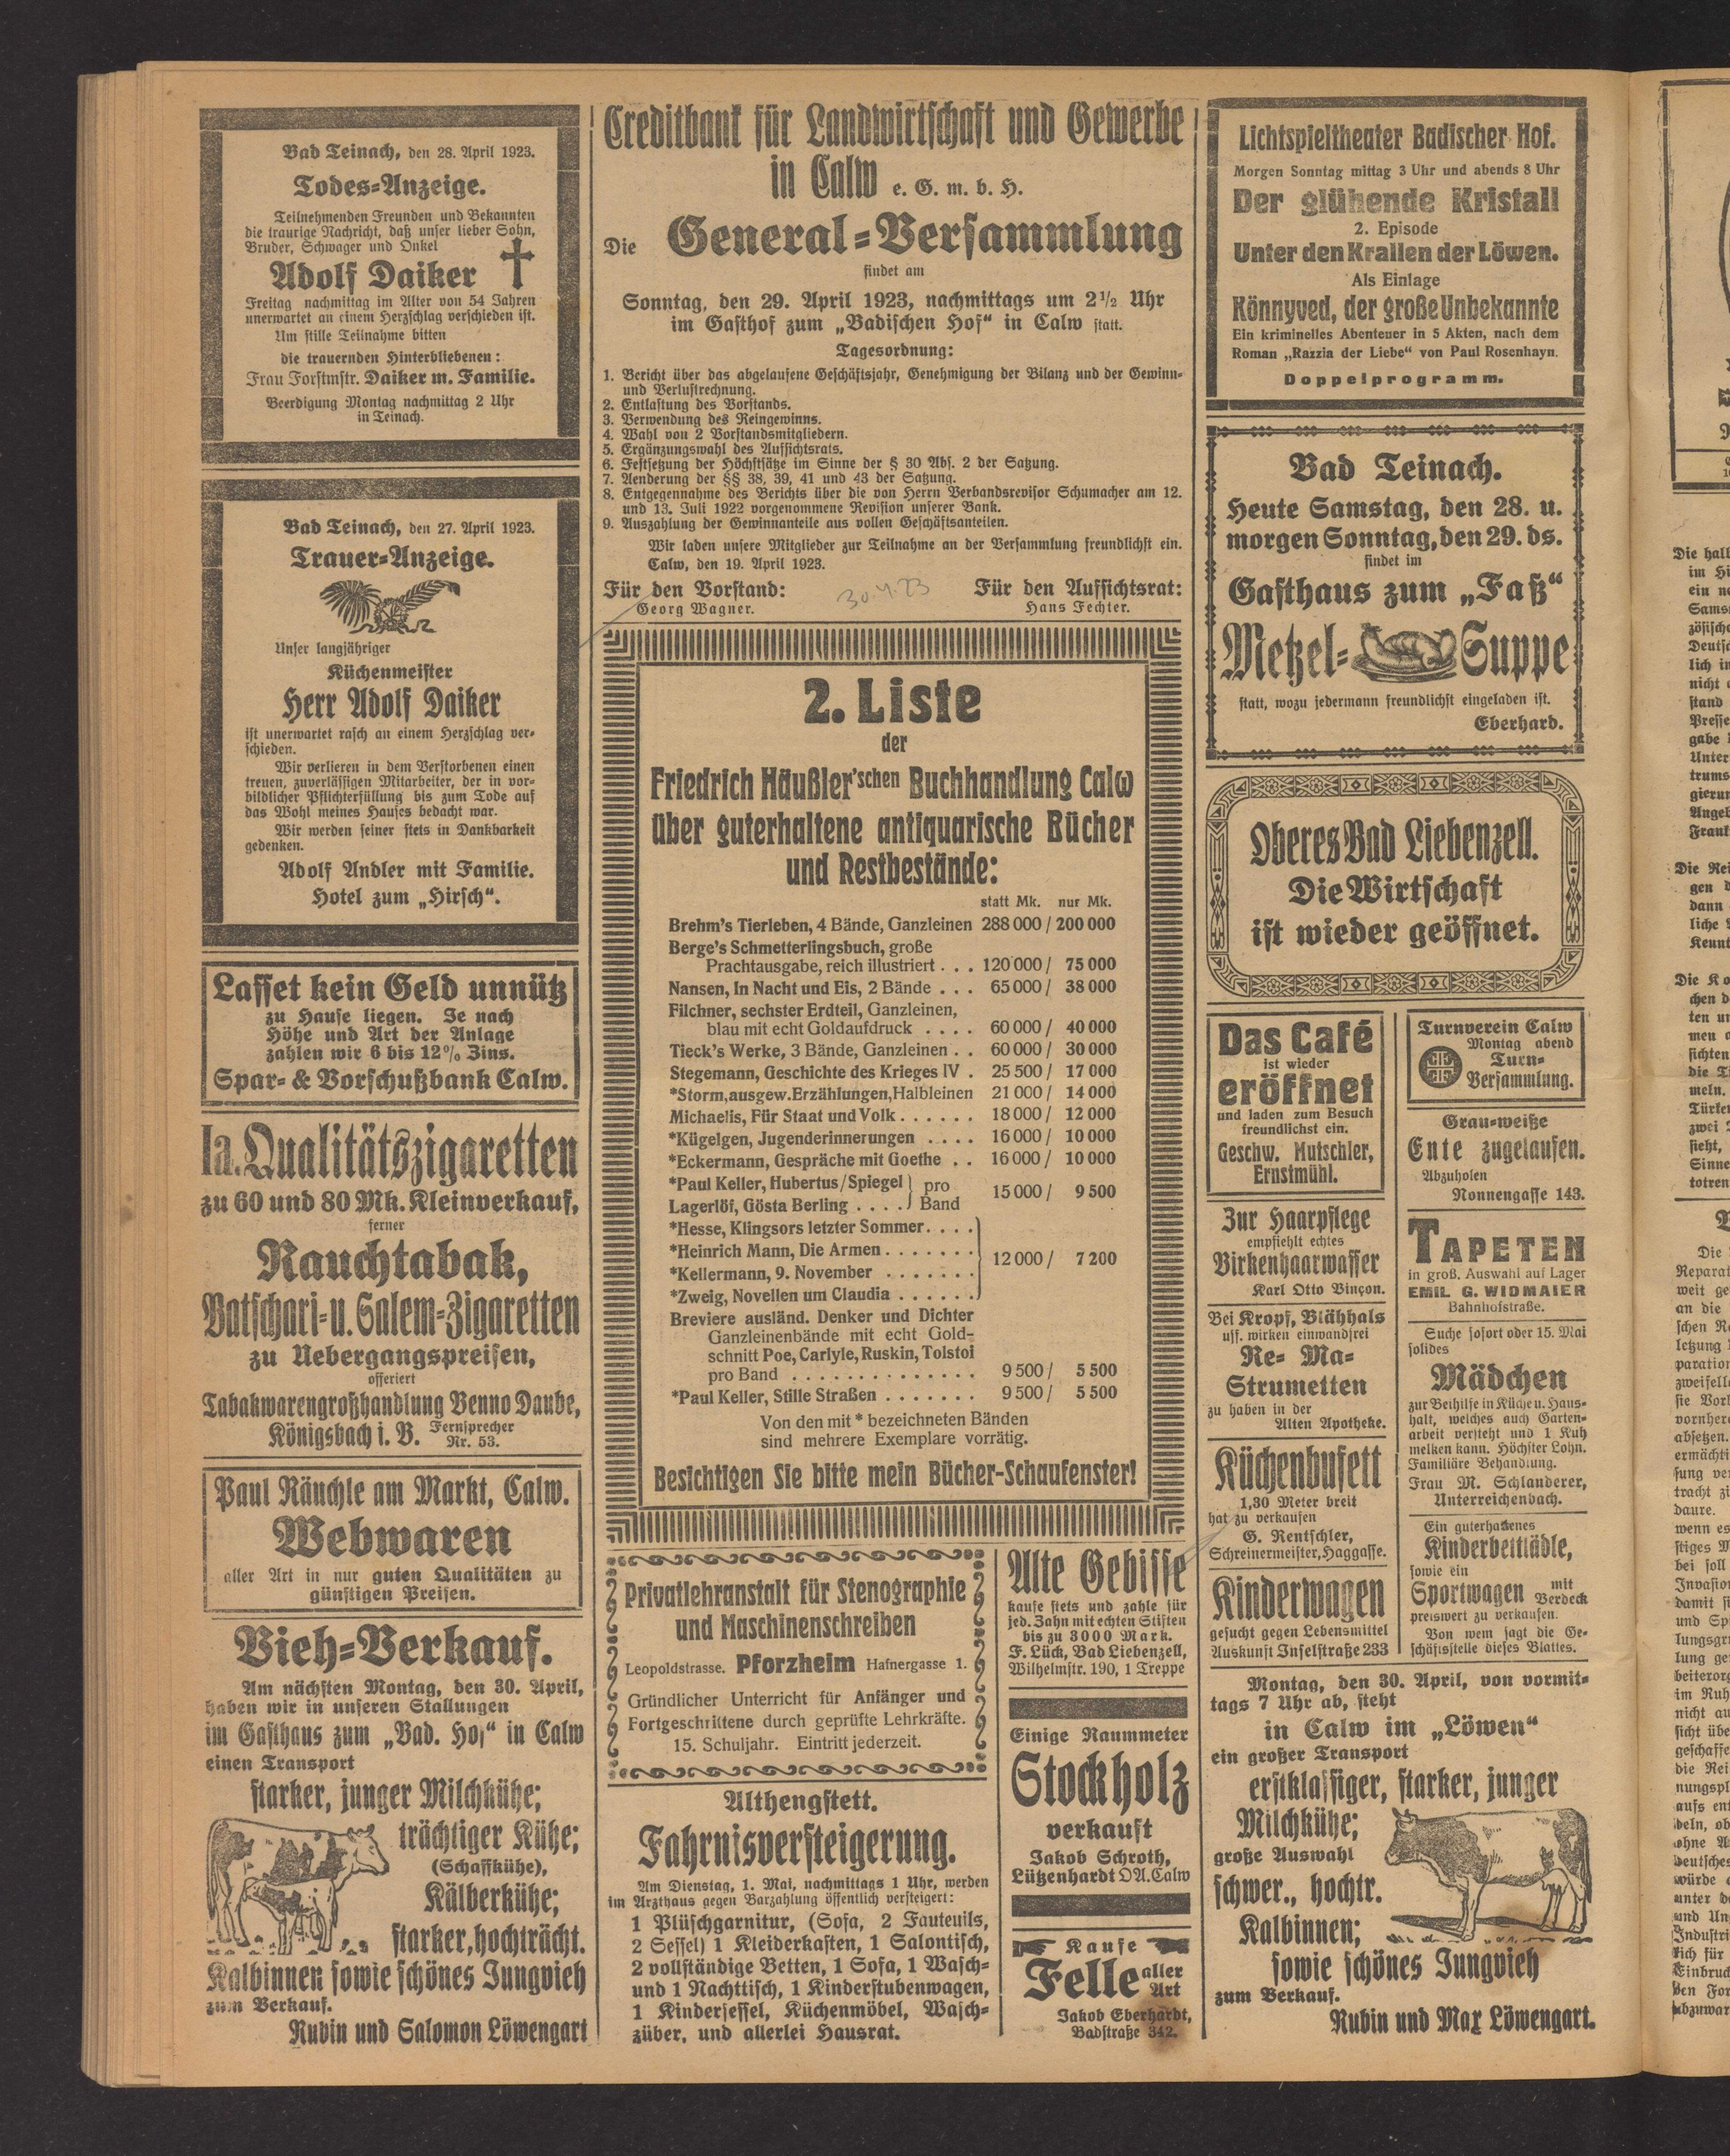 Bad Teinach, den 28. April 1923.
Todes-Anzeige.
Teilnehmenden Freunden und Bekannten
die traurige Nachricht, daß unser lieber Sohn,
Bruder, Schwager und Onkel
Adolf Daiker
Freitag nachmittag im Alter von 54 Jahren
unerwartet an einem Herzschlag verschieden ist.
Um stille Teilnahme bitten
die trauernden Hinterbliebenen:
Frau Forstmstr. Daiker m. Familie.
Beerdigung Montag nachmittag 2 Uhr
in Teinach.
Bad Teinach, den 27. April 1923.
Trauer-Anzeige.
Unser langjähriger
Küchenmeister
Herr Adolf Daiker
ist unerwartet rasch an einem Herzschlag ver-
schieden.
Wir verlieren in dem Verstorbenen einen
treuen, zuverlässigen Mitarbeiter, der in vor-
bildlicher Pflichterfüllung bis zum Tode auf
das Wohl meines Hauses bedacht war.
Wir werden seiner stets in Dankbarkeit
gedenken.
Adolf Andler mit Familie.
Hotel zum „Hirsch“.
Lasset kein Geld unnütz
zu Hause liegen. Je nach
Höhe und Art der Anlage
zahlen wir 6 bis 12% Zins.
Spar- & Vorschußbank Calw.
Ia. Qualitätszigaretten
zu 60 und 80 Mk. Kleinverkauf,
ferner
Rauchtabak,
Batschari- u. Salem-Zigaretten
zu Uebergangspreisen,
offeriert
Tabakwarengroßhandlung Benno Daube,
Königsbach i. B. Fernsprecher
Nr. 53.
Paul Räuchle am Markt, Calw.
Webwaren
aller Art in nur guten Qualitäten zu
günstigen Preisen.
Vieh-Verkauf.
Am nächsten Montag, den 30. April,
haben wir in unseren Stallungen
im Gasthaus zum „Bad. Hof“ in Calw
einen Transport
starker, junger Milchkühe;
trächtiger Kühe;
(Schaffkühe),
Kälberkühe;
starker, hochträcht.
Kalbinnen sowie schönes Jungvieh
zum Verkauf.
Rubin und Salomon Löwengart
Creditbank für Landwirtschaft und Gewerbe
in Calw e. G. m. b. H.
Die General-Versammlung
findet am
Sonntag, den 29. April 1923, nachmittags um 2½ Uhr
im Gasthof zum „Badischen Hof“ in Calw statt.
Tagesordnung:
1. Bericht über das abgelaufene Geschäftsjahr, Genehmigung der Bilanz und der Gewinn-
und Verlustrechnung.
2. Entlastung des Vorstands.
3. Verwendung des Reingewinns.
4. Wahl von 2 Vorstandsmitgliedern.
5. Ergänzungswahl des Aufsichtsrats.
6. Festsetzung der Höchstsätze im Sinne der § 30 Abs. 2 der Satzung.
7. Aenderung der §§ 38, 39, 41 und 43 der Satzung.
8. Entgegennahme des Berichts über die von Herrn Verbandsrevisor Schumacher am 12.
und 13. Juli 1922 vorgenommene Revision unserer Bank.
9. Auszahlung der Gewinnanteile aus vollen Geschäftsanteilen.
Wir laden unsere Mitglieder zur Teilnahme an der Versammlung freundlichst ein.
Calw, den 19. April 1923.
Für den Vorstand: 30.4.23 Für den Aufsichtsrat:
Georg Wagner. Hans Fechter.
2. Liste
der
Friedrich Häußler'schen Buchhandlung Calw
über guterhaltene antiquarische Bücher
und Restbestände:
statt Mk. nur Mk.
Brehm's Tierleben, 4 Bände, Ganzleinen 288 000 / 200 000
Berge's Schmetterlingsbuch, große
Prachtausgabe, reich illustriert . . . 120 000 / 75 000
Nansen, In Nacht und Eis, 2 Bände . . . 65 000 / 38 000
Filchner, sechster Erdteil, Ganzleinen,
blau mit echt Goldaufdruck . . . . 60 000 / 40 000
Tieck's Werke, 3 Bände, Ganzleinen . . 60 000 / 30 000
Stegemann, Geschichte des Krieges IV . 25 500 / 17 000
*Storm, ausgew. Erzählungen, Halbleinen 21 000 / 14 000
Michaelis, Für Staat und Volk . . . . . . 18 000 / 12 000
*Kügelgen, Jugenderinnerungen . . . . 16 000 / 10 000
*Eckermann, Gespräche mit Goethe . . 16 000 / 10 000
*Paul Keller, Hubertus / Spiegel } pro
Lagerlöf, Gösta Berling . . . . } Band 15 000 / 9 500
*Hesse, Klingsors letzter Sommer . . . .
*Heinrich Mann, Die Armen . . . . . . .
*Kellermann, 9. November . . . . . . . 12 000 / 7 200
*Zweig, Novellen um Claudia . . . . . .
Breviere ausländ. Denker und Dichter
Ganzleinenbände mit echt Gold-
schnitt Poe, Carlyle, Ruskin, Tolstoi
pro Band . . . . . . . . . . . . . . 9 500 / 5 500
*Paul Keller, Stille Straßen . . . . . . . 9 500 / 5 500
Von den mit * bezeichneten Bänden
sind mehrere Exemplare vorrätig.
Besichtigen Sie bitte mein Bücher-Schaufenster!
Privatlehranstalt für Stenographie
und Maschinenschreiben
Leopoldstrasse. Pforzheim Hafnergasse 1.
Gründlicher Unterricht für Anfänger und
Fortgeschrittene durch geprüfte Lehrkräfte.
15. Schuljahr. Eintritt jederzeit.
Althengstett.
Fahrnisversteigerung.
Am Dienstag, 1. Mai, nachmittags 1 Uhr, werden
im Arzthaus gegen Barzahlung öffentlich versteigert:
1 Plüschgarnitur, (Sofa, 2 Fauteuils,
2 Sessel) 1 Kleiderkasten, 1 Salontisch,
2 vollständige Betten, 1 Sofa, 1 Wasch-
und 1 Nachttisch, 1 Kinderstubenwagen,
1 Kindersessel, Küchenmöbel, Wasch-
züber, und allerlei Hausrat.
Alte Gebisse
kaufe stets und zahle für
jed. Zahn mit echten Stiften
bis zu 3000 Mark.
F. Lück, Bad Liebenzell,
Wilhelmstr. 190, 1 Treppe
Einige Raummeter
Stockholz
verkauft
Jakob Schroth,
Lützenhardt OA. Calw
Kaufe
Felle aller
Art
Jakob Eberhardt,
Badstraße 342.
Lichtspieltheater Badischer Hof.
Morgen Sonntag mittag 3 Uhr und abends 8 Uhr
Der glühende Kristall
2. Episode
Unter den Krallen der Löwen.
Als Einlage
Könnyved, der große Unbekannte
Ein kriminelles Abenteuer in 5 Akten, nach dem
Roman „Razzia der Liebe“ von Paul Rosenhayn.
Doppelprogramm.
Bad Teinach.
Heute Samstag, den 28. u.
morgen Sonntag, den 29. ds.
findet im
Gasthaus zum „Faß“
Metzel-Suppe
statt, wozu jedermann freundlichst eingeladen ist.
Eberhard.
Oberes Bad Liebenzell.
Die Wirtschaft
ist wieder geöffnet.
Das Café
ist wieder
eröffnet
und laden zum Besuch
freundlichst ein.
Geschw. Mutschler,
Ernstmühl.
Zur Haarpflege
empfiehlt echtes
Birkenhaarwasser
Karl Otto Vinçon.
Bei Kropf, Blähhals
usf. wirken einwandfrei
Re- Ma-
Strumetten
zu haben in der
Alten Apotheke.
Küchenbufett
1,30 Meter breit
hat zu verkaufen
G. Rentschler,
Schreinermeister, Haggasse.
Kinderwagen
gesucht gegen Lebensmittel
Auskunft Inselstraße 233
Turnverein Calw
Montag abend
Turn-
Versammlung.
Grau-weiße
Ente zugelaufen.
Abzuholen
Nonnengasse 143.
TAPETEN
in groß. Auswahl auf Lager
EMIL G. WIDMAIER
Bahnhofstraße.
Suche sofort oder 15. Mai
solides
Mädchen
zur Beihilfe in Küche u. Haus-
halt, welches auch Garten-
arbeit versteht und 1 Kuh
melken kann. Höchster Lohn.
Familiäre Behandlung.
Frau M. Schlanderer,
Unterreichenbach.
Ein guterhaltenes
Kinderbettlädle,
sowie ein
Sportwagen mit
Verdeck
preiswert zu verkaufen.
Von wem sagt die Ge-
schäftsstelle dieses Blattes.
Montag, den 30. April, von vormit-
tags 7 Uhr ab, steht
in Calw im „Löwen“
ein großer Transport
erstklassiger, starker, junger
Milchkühe;
große Auswahl
schwer., hochtr.
Kalbinnen;
sowie schönes Jungvieh
zum Verkauf.
Rubin und Max Löwengart.